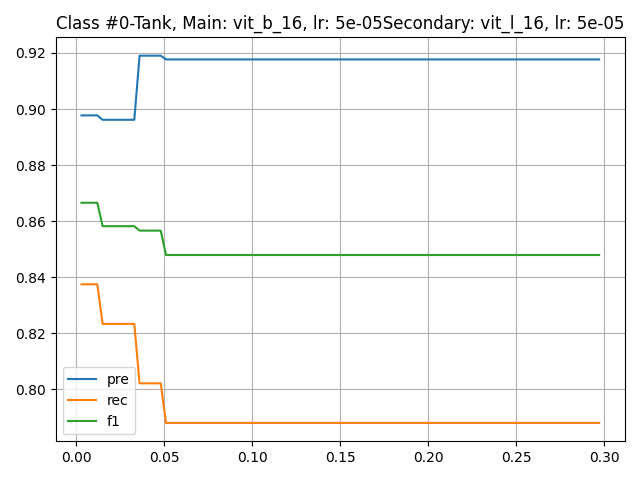 Class #0-Tank, Main: vit_b_16, lr: 5e-05Secondary: vit_l_16, lr: 5e-05
0.92
0.90
0.88
0.86
0.84
0.82
0.80
pre
rec
f1
0.00 0.05 0.10 0.15 0.20 0.25 0.30